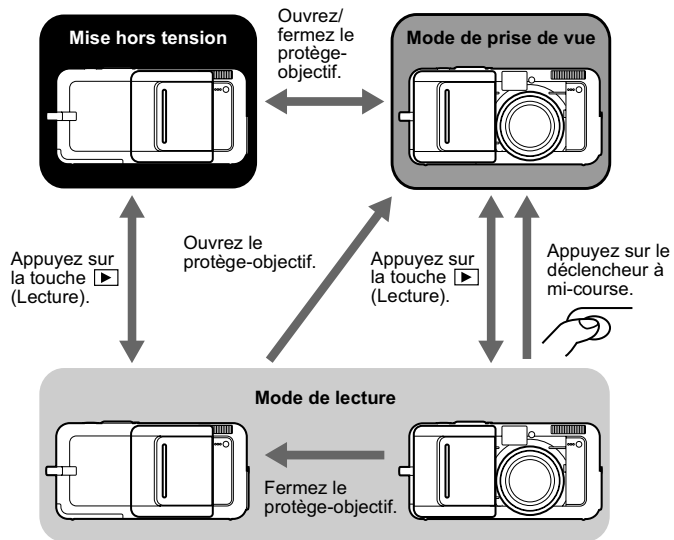 Ouvrez/
fermez le
protège-
objectif.
Mise hors tension
Mode de prise de vue
Appuyez sur
la touche
(Lecture).
Ouvrez le
protège-objectif.
Appuyez sur
la touche
(Lecture).
Appuyez sur le
déclencheur à
mi-course.
Mode de lecture
Fermez le
protège-objectif.